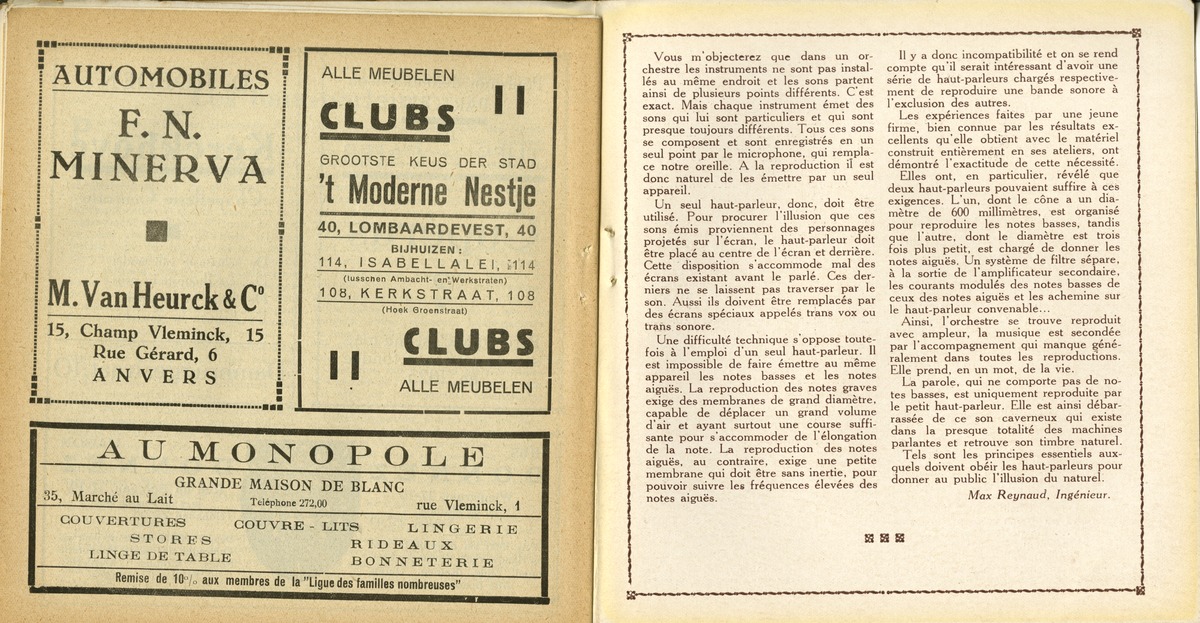 AUTOMOBILES
F. N.
MINERVA
M. Van Heurck & Co
15, Champ Vleminck, 15
Rue Gérard, 6
ANVERS
ALLE MEUBELEN
CLUBS
GROOTSTE KEUS DER STAD
't Moderne Nestje
40, LOMBAARDEVEST, 40
BIJHUIZEN :
114, ISABELLALEI, 114
(tusschen Ambacht- en Werkstralen)
108, KERKSTRAAT, 108
(Hoek Groenstraat)
CLUBS
ALLE MEUBELEN
AU MONOPOLE
GRANDE MAISON DE BLANC
35, Marché au Lait Téléphone 272,00 rue Vleminck, 1
COUVERTURES COUVRE - LITS LINGERIE
STORES RIDEAUX
LINGE DE TABLE BONNETERIE
Remise de 10% aux membres de la "Ligue des familles nombreuses"
Vous m'objecterez que dans un or-
chestre les instruments ne sont pas instal-
lés au même endroit et les sons partent
ainsi de plusieurs points différents. C'est
exact. Mais chaque instrument émet des
sons qui lui sont particuliers et qui sont
presque toujours différents. Tous ces sons
se composent et sont enregistrés en un
seul point par le microphone, qui rempla-
ce notre oreille. A la reproduction il est
donc naturel de les émettre par un seul
appareil.
Un seul haut-parleur, donc, doit être
utilisé. Pour procurer l'illusion que ces
sons émis proviennent des personnages
projetés sur l'écran, le haut-parleur doit
être placé au centre de l'écran et derrière.
Cette disposition s'accommode mal des
écrans existant avant le parlé. Ces der-
niers ne se laissent pas traverser par le
son. Aussi ils doivent être remplacés par
des écrans spéciaux appelés trans vox ou
trans sonore.
Une difficulté technique s'oppose toute-
fois à l'emploi d'un seul haut-parleur. Il
est impossible de faire émettre au même
appareil les notes basses et les notes
aiguës. La reproduction des notes graves
exige des membranes de grand diamètre,
capable de déplacer un grand volume
d'air et ayant surtout une course suffi-
sante pour s'accommoder de l'élongation
de la note. La reproduction des notes
aiguës, au contraire, exige une petite
membrane qui doit être sans inertie, pour
pouvoir suivre les fréquences élevées des
notes aiguës.
Il y a donc incompatibilité et on se rend
compte qu'il serait intéressant d'avoir une
série de haut-parleurs chargés respective-
ment de reproduire une bande sonore à
l'exclusion des autres.
Les expériences faites par une jeune
firme, bien connue par les résultats ex-
cellents qu'elle obtient avec le matériel
construit entièrement en ses ateliers, ont
démontré l'exactitude de cette nécessité.
Elles ont, en particulier, révélé que
deux haut-parleurs pouvaient suffire à ces
exigences. L'un, dont le cône a un dia-
mètre de 600 millimètres, est organisé
pour reproduire les notes basses, tandis
que l'autre, dont le diamètre est trois
fois plus petit, est chargé de donner les
notes aiguës. Un système de filtre sépare,
à la sortie de l'amplificateur secondaire,
les courants modulés des notes basses de
ceux des notes aiguës et les achemine sur
le haut-parleur convenable...
Ainsi, l'orchestre se trouve reproduit
avec ampleur, la musique est secondée
par l'accompagnement qui manque géné-
ralement dans toutes les reproductions.
Elle prend, en un mot, de la vie.
La parole, qui ne comporte pas de no-
tes basses, est uniquement reproduite par
le petit haut-parleur. Elle est ainsi débar-
rassée de ce son caverneux qui existe
dans la presque totalité des machines
parlantes et retrouve son timbre naturel.
Tels sont les principes essentiels aux-
quels doivent obéir les haut-parleurs pour
donner au public l'illusion du naturel.
Max Reynaud, Ingénieur.